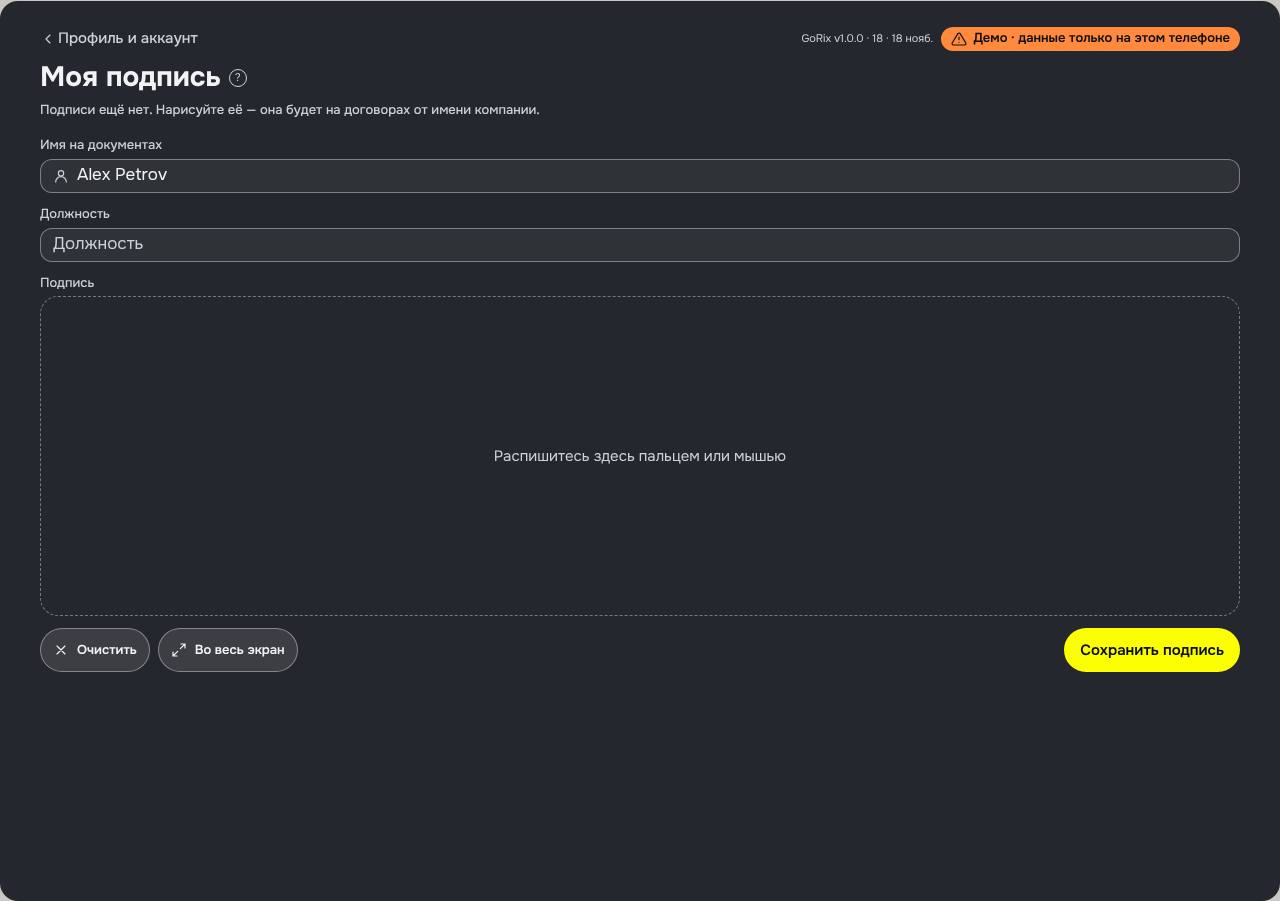 Профиль и аккаунт
GoRix v1.0.0 · 18 · 18 нояб.
Демо · данные только на этом телефоне
Моя подпись ?
Подписи ещё нет. Нарисуйте её — она будет на договорах от имени компании.
Имя на документах
Alex Petrov
Должность
Должность
Подпись
Распишитесь здесь пальцем или мышью
Очистить
Во весь экран
Сохранить подпись